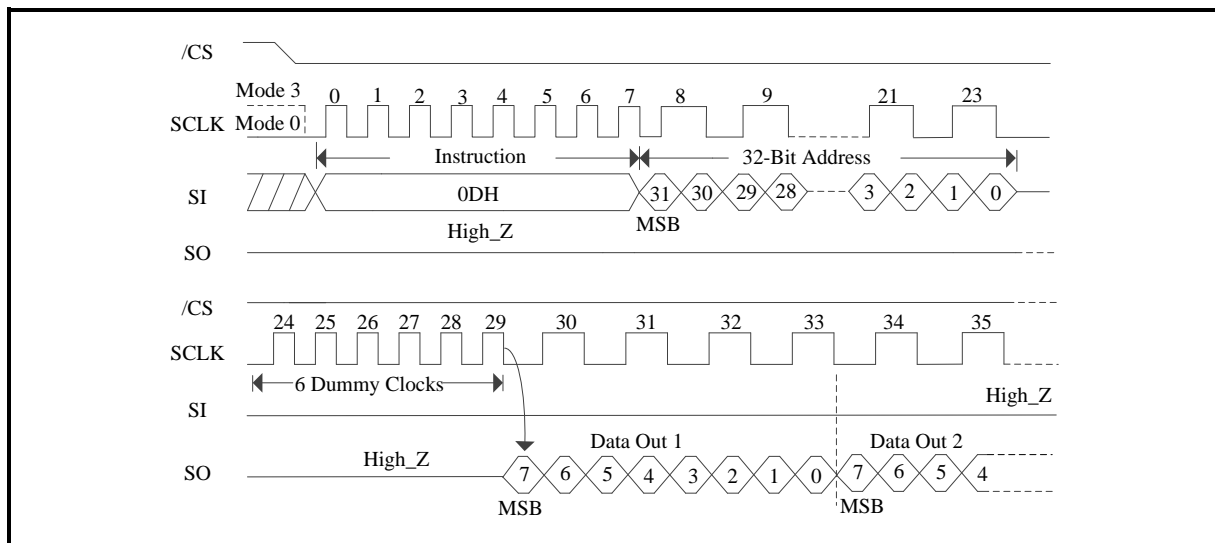 /CS
Mode 3
0 1 2 3 4 5 6 7 8 9 21 23
SCLK
Mode 0
Instruction
32-Bit Address
SI
0DH
31 30 29 28 3 2 1 0
MSB
High_Z
SO
/CS
24 25 26 27 28 29 30 31 32 33 34 35
SCLK
6 Dummy Clocks
SI
High_Z
Data Out 1
Data Out 2
SO
High_Z
7 6 5 4 3 2 1 0 7 6 5 4
MSB
MSB